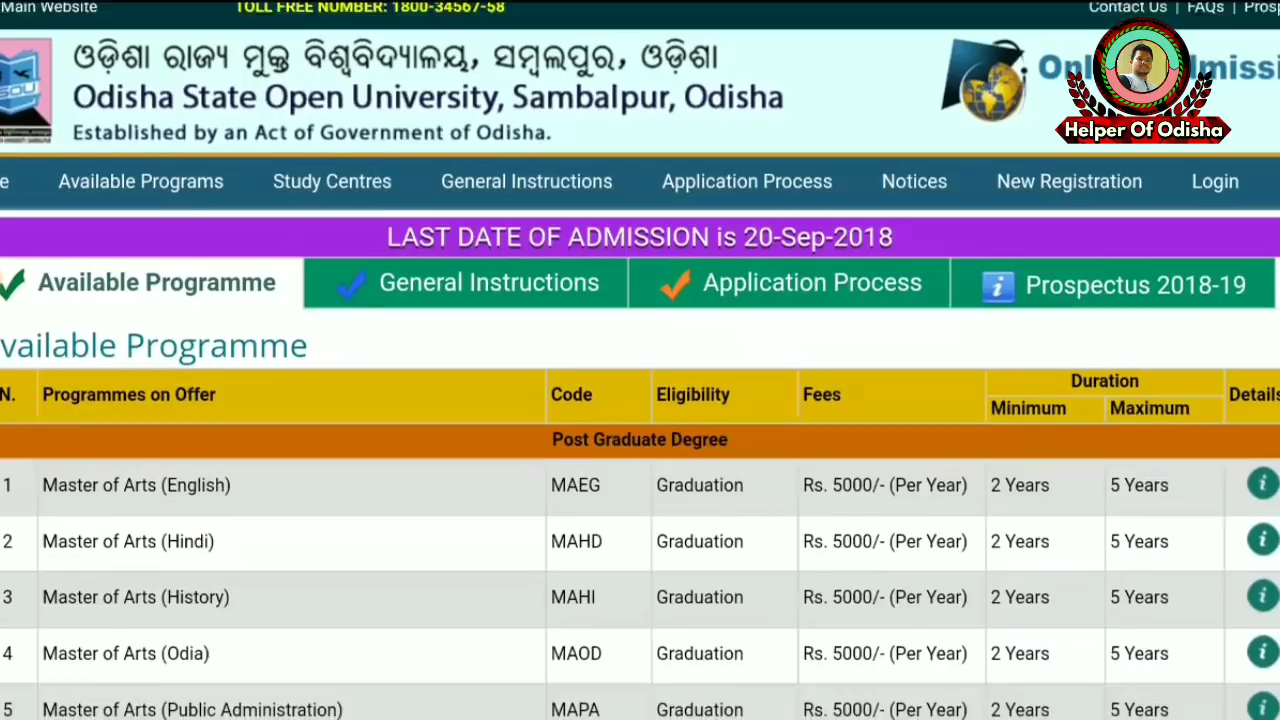 Main Website TOLL FREE NUMBER: 1800-34567-58 Contact Us | FAQs |
ଓଡ଼ିଶା ରାଜ୍ୟ ମୁକ୍ତ ବିଶ୍ୱବିଦ୍ୟାଳୟ, ସମ୍ବଲପୁର, ଓଡ଼ିଶା
Odisha State Open University, Sambalpur, Odisha
Established by an Act of Government of Odisha.
Helper Of Odisha
Available Programs Study Centres General Instructions Application Process Notices New Registration Login
LAST DATE OF ADMISSION is 20-Sep-2018
Available Programme General Instructions Application Process Prospectus 2018-19
vailable Programme
N. Programmes on Offer Code Eligibility Fees Duration Details
Minimum Maximum
Post Graduate Degree
1 Master of Arts (English) MAEG Graduation Rs. 5000/- (Per Year) 2 Years 5 Years
2 Master of Arts (Hindi) MAHD Graduation Rs. 5000/- (Per Year) 2 Years 5 Years
3 Master of Arts (History) MAHI Graduation Rs. 5000/- (Per Year) 2 Years 5 Years
4 Master of Arts (Odia) MAOD Graduation Rs. 5000/- (Per Year) 2 Years 5 Years
5 Master of Arts (Public Administration) MAPA Graduation Rs. 5000/- (Per Year) 2 Years 5 Years